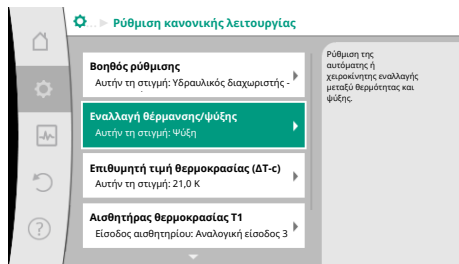 .. ▶ Ρύθμιση κανονικής λειτουργίας
Βοηθός ρύθμισης
Αυτήν τη στιγμή: Υδραυλικός διαχωριστής -
Εναλλαγή θέρμανσης/ψύξης
Αυτήν τη στιγμή: Ψύξη
Επιθυμητή τιμή θερμοκρασίας (ΔT-c)
Αυτήν τη στιγμή: 21,0 K
Αισθητήρας θερμοκρασίας T1
Είσοδος αισθητηρίου: Αναλογική είσοδος 3
Ρύθμιση της
αυτόματης ή
χειροκίνητης εναλλαγής
μεταξύ θερμότητας και
ψύξης.